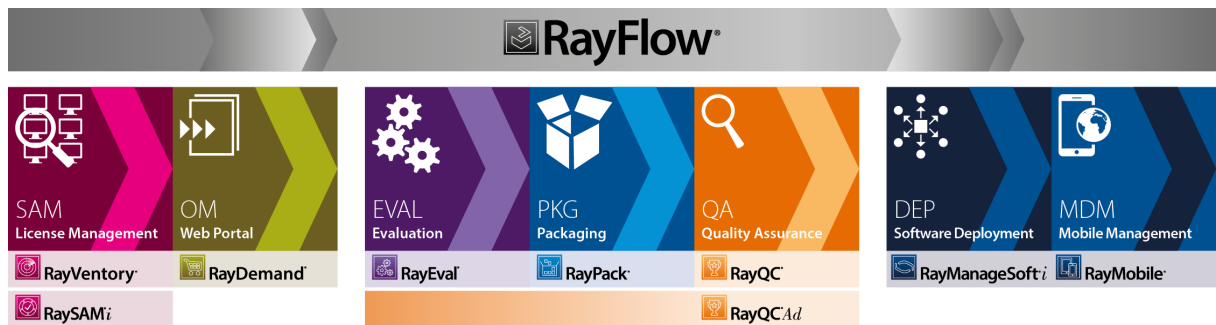 RayFlow®
SAM
License Management
OM
Web Portal
EVAL
Evaluation
PKG
Packaging
QA
Quality Assurance
DEP
Software Deployment
MDM
Mobile Management
RayVentory®
RayDemand®
RayEval®
RayPack®
RayQC®
RayManageSoft®i
RayMobile®
RaySAM®i
RayQC®Ad